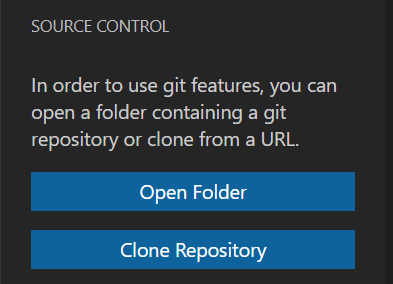 SOURCE CONTROL
In order to use git features, you can
open a folder containing a git
repository or clone from a URL.
Open Folder
Clone Repository